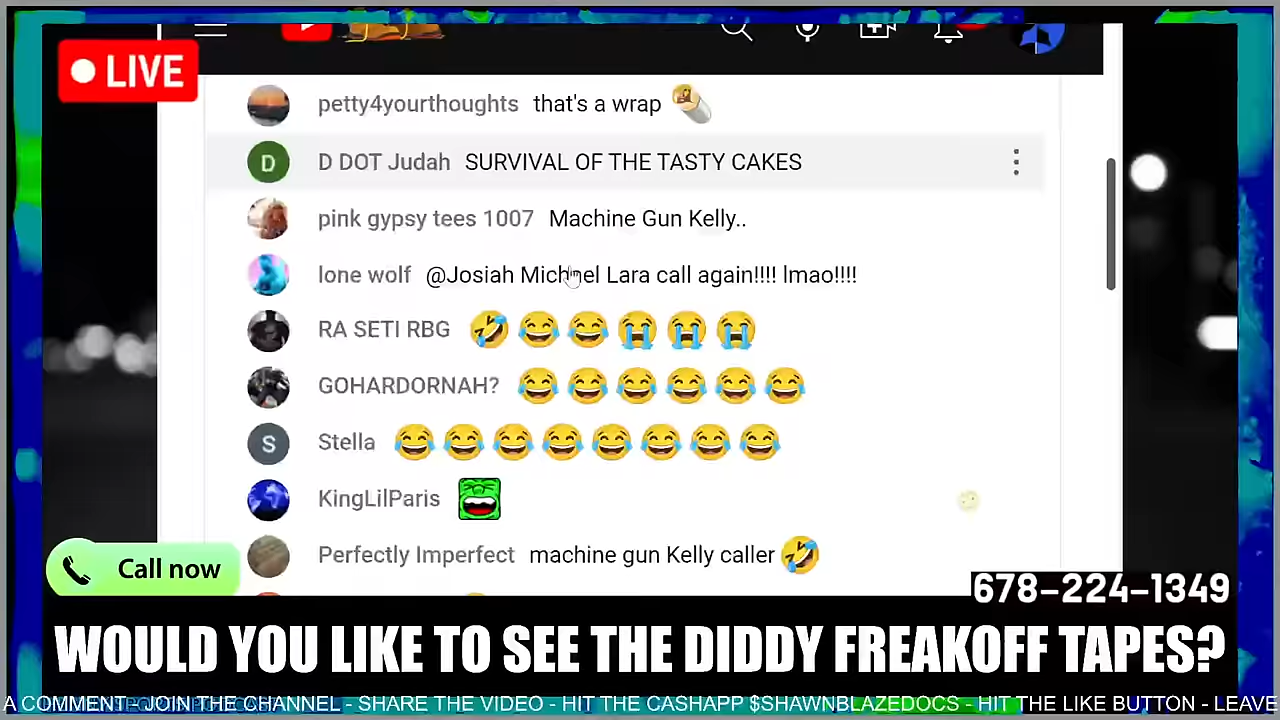 LIVE
petty4yourthoughts that's a wrap
D DOT Judah SURVIVAL OF THE TASTY CAKES
D
pink gypsy tees 1007 Machine Gun Kelly..
lone wolf @Josiah Michael Lara call again!!!! lmao!!!!
RA SETI RBG
GOHARDORNAH?
S
Stella
KingLilParis
Perfectly Imperfect machine gun Kelly caller
Call now
678-224-1349
WOULD YOU LIKE TO SEE THE DIDDY FREAKOFF TAPES?
A COMMENT - JOIN THE CHANNEL - SHARE THE VIDEO - HIT THE CASHAPP $SHAWNBLAZEDOCS - HIT THE LIKE BUTTON - LEAVE